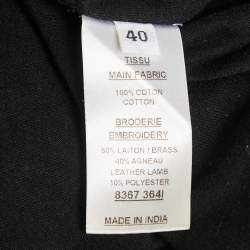 40
TISSU
MAIN FABRIC
100% COTON
COTTON
BRODERIE
EMBROIDERY
50% LAITON / BRASS
40% AGNEAU
LEATHER LAMB
10% POLYESTER
8367 364I
MADE IN INDIA